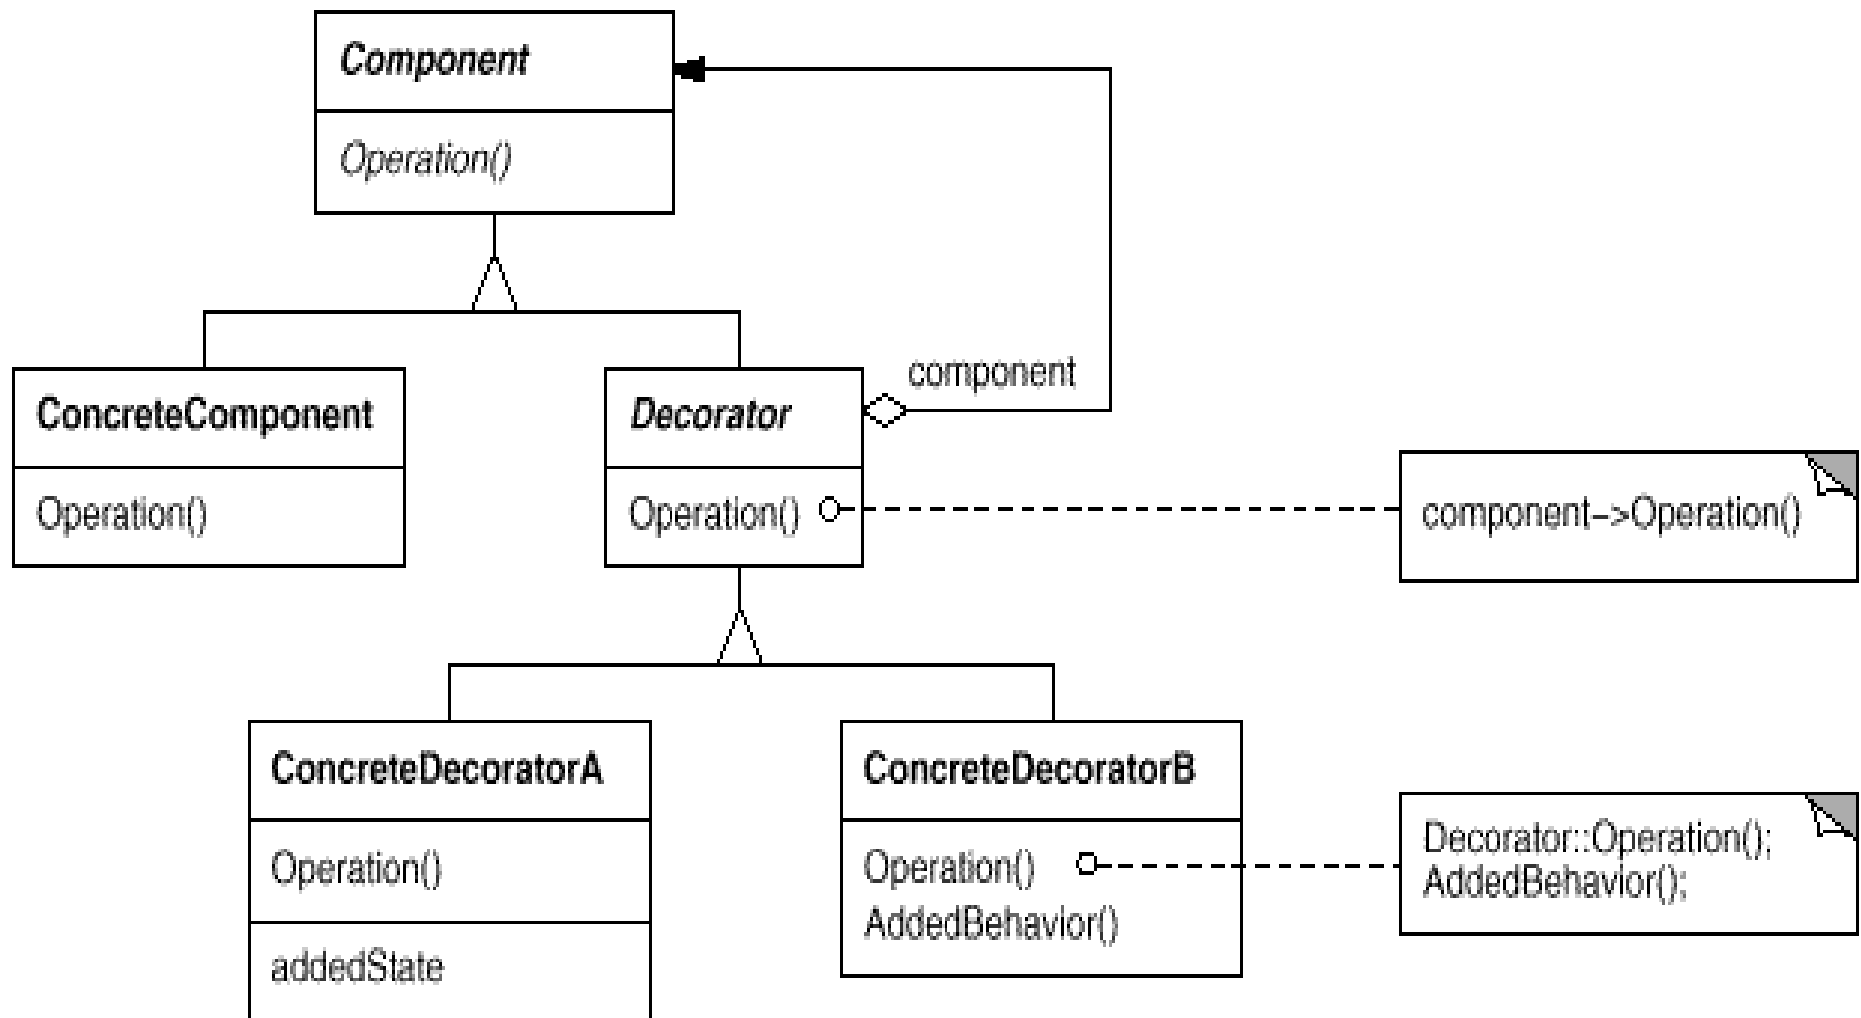 Component
Operation()
component
ConcreteComponent
Operation()
Decorator
Operation()
component–>Operation()
ConcreteDecoratorA
Operation()
addedState
ConcreteDecoratorB
Operation()
AddedBehavior()
Decorator::Operation();
AddedBehavior();